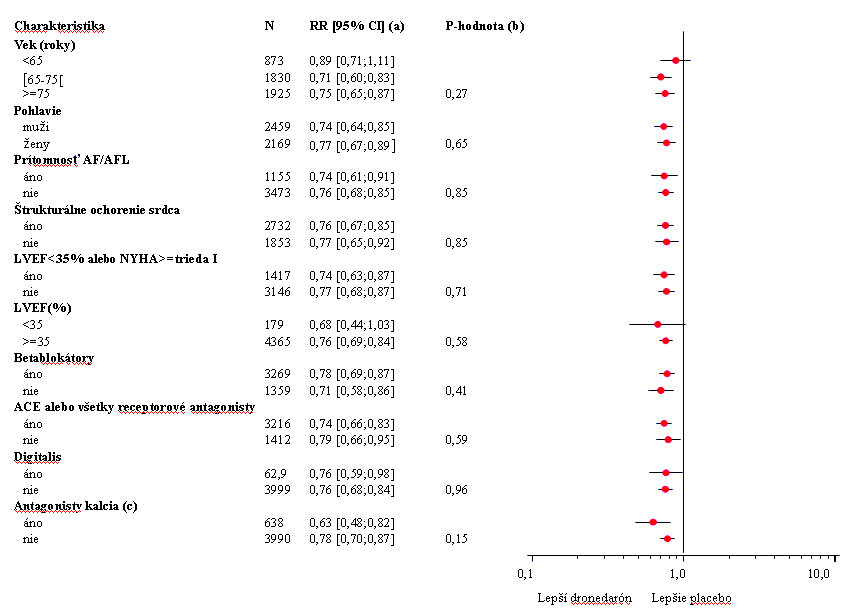 Charakteristika N RR [95% CI] (a) P-hodnota (b)
Vek (roky)
<65 873 0,89 [0,71;1,11]
[65-75[ 1830 0,71 [0,60;0,83]
>=75 1925 0,75 [0,65;0,87] 0,27
Pohlavie
muži 2459 0,74 [0,64;0,85]
ženy 2169 0,77 [0,67;0,89] 0,65
Prítomnosť AF/AFL
áno 1155 0,74 [0,61;0,91]
nie 3473 0,76 [0,68;0,85] 0,85
Štrukturálne ochorenie srdca
áno 2732 0,76 [0,67;0,85]
nie 1853 0,77 [0,65;0,92] 0,85
LVEF<35% alebo NYHA>=trieda I
áno 1417 0,74 [0,63;0,87]
nie 3146 0,77 [0,68;0,87] 0,71
LVEF(%)
<35 179 0,68 [0,44;1,03]
>=35 4365 0,76 [0,69;0,84] 0,58
Betablokátory
áno 3269 0,78 [0,69;0,87]
nie 1359 0,71 [0,58;0,86] 0,41
ACE alebo všetky receptorové antagonisty
áno 3216 0,74 [0,66;0,83]
nie 1412 0,79 [0,66;0,95] 0,59
Digitalis
áno 62,9 0,76 [0,59;0,98]
nie 3999 0,76 [0,68;0,84] 0,96
Antagonisty kalcia (c)
áno 638 0,63 [0,48;0,82]
nie 3990 0,78 [0,70;0,87] 0,15
0,1 1,0 10,0
Lepší dronedarón Lepšie placebo